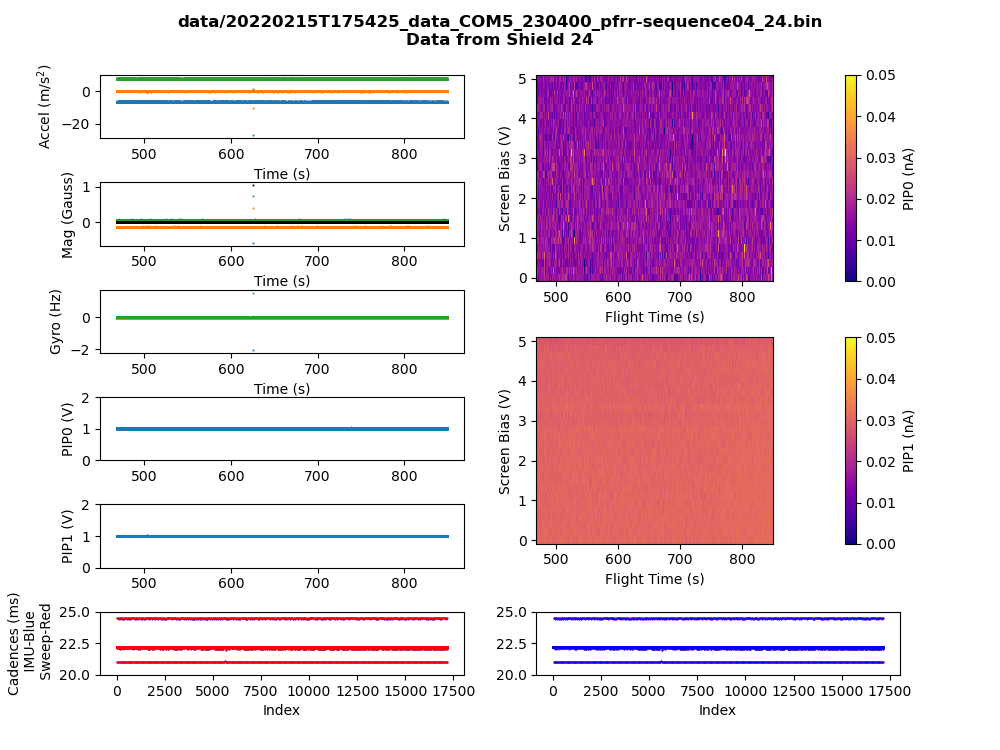 data/20220215T175425_data_COM5_230400_pfrr-sequence04_24.bin
Data from Shield 24
Accel (m/s²)
0
−20
500 600 700 800
Time (s)
Mag (Gauss)
1
0
500 600 700 800
Time (s)
Gyro (Hz)
0
−2
500 600 700 800
Time (s)
PIP0 (V)
2
1
0
500 600 700 800
PIP1 (V)
2
1
0
500 600 700 800
Cadences (ms)
IMU-Blue
Sweep-Red
25.0
22.5
20.0
0 2500 5000 7500 10000 12500 15000 17500
Index
Screen Bias (V)
5
4
3
2
1
0
500 600 700 800
Flight Time (s)
0.05
0.04
0.03
0.02
0.01
0.00
PIP0 (nA)
Screen Bias (V)
5
4
3
2
1
0
500 600 700 800
Flight Time (s)
0.05
0.04
0.03
0.02
0.01
0.00
PIP1 (nA)
25.0
22.5
20.0
0 2500 5000 7500 10000 12500 15000 17500
Index